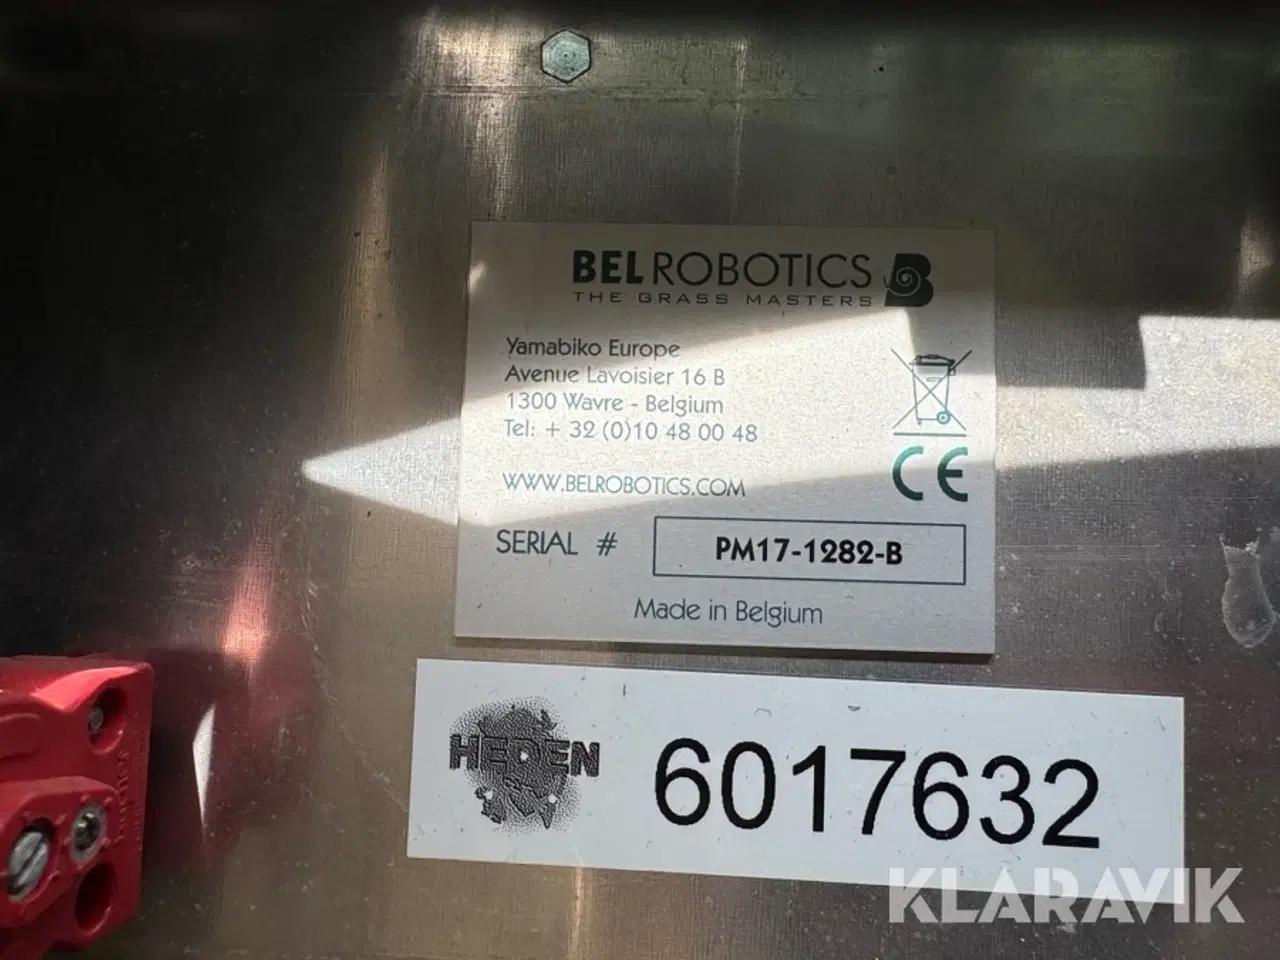 BELROBOTICS B
THE GRASS MASTERS
Yamabiko Europe
Avenue Lavoisier 16 B
1300 Wavre - Belgium
Tel: + 32 (0)10 48 00 48
WWW.BELROBOTICS.COM
CE
SERIAL # PM17-1282-B
Made in Belgium
HEDEN 6017632
KLARAVIK